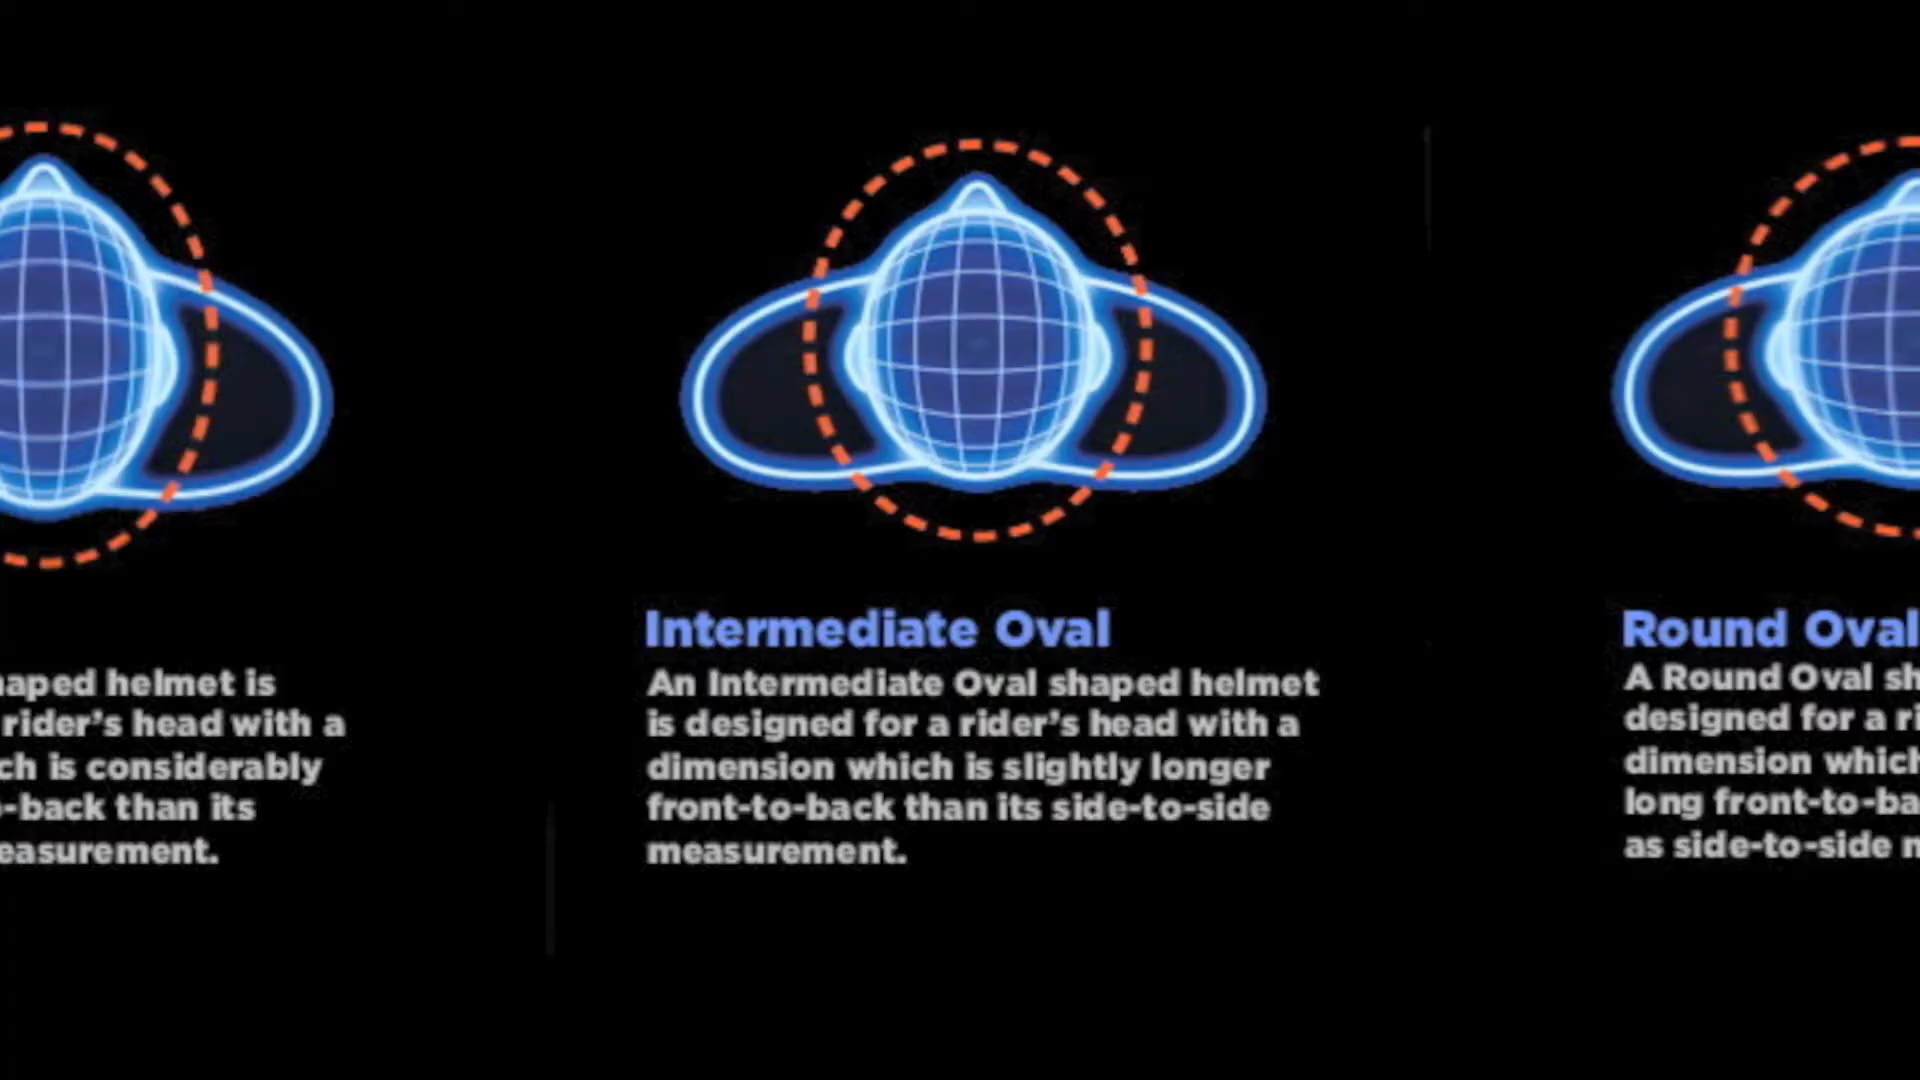 haped helmet is
rider's head with a
ch is considerably
-back than its
easurement.
Intermediate Oval
An Intermediate Oval shaped helmet
is designed for a rider's head with a
dimension which is slightly longer
front-to-back than its side-to-side
measurement.
Round Oval
A Round Oval sh
designed for a ri
dimension which
long front-to-ba
as side-to-side